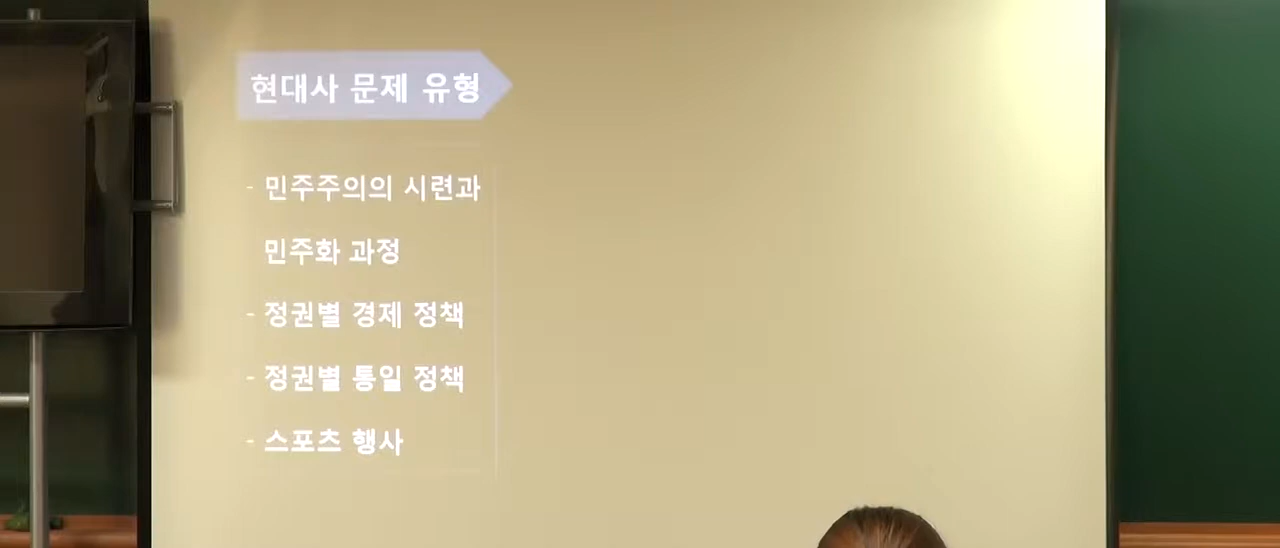 현대사 문제 유형
- 민주주의의 시련과
민주화 과정
- 정권별 경제 정책
- 정권별 통일 정책
- 스포츠 행사